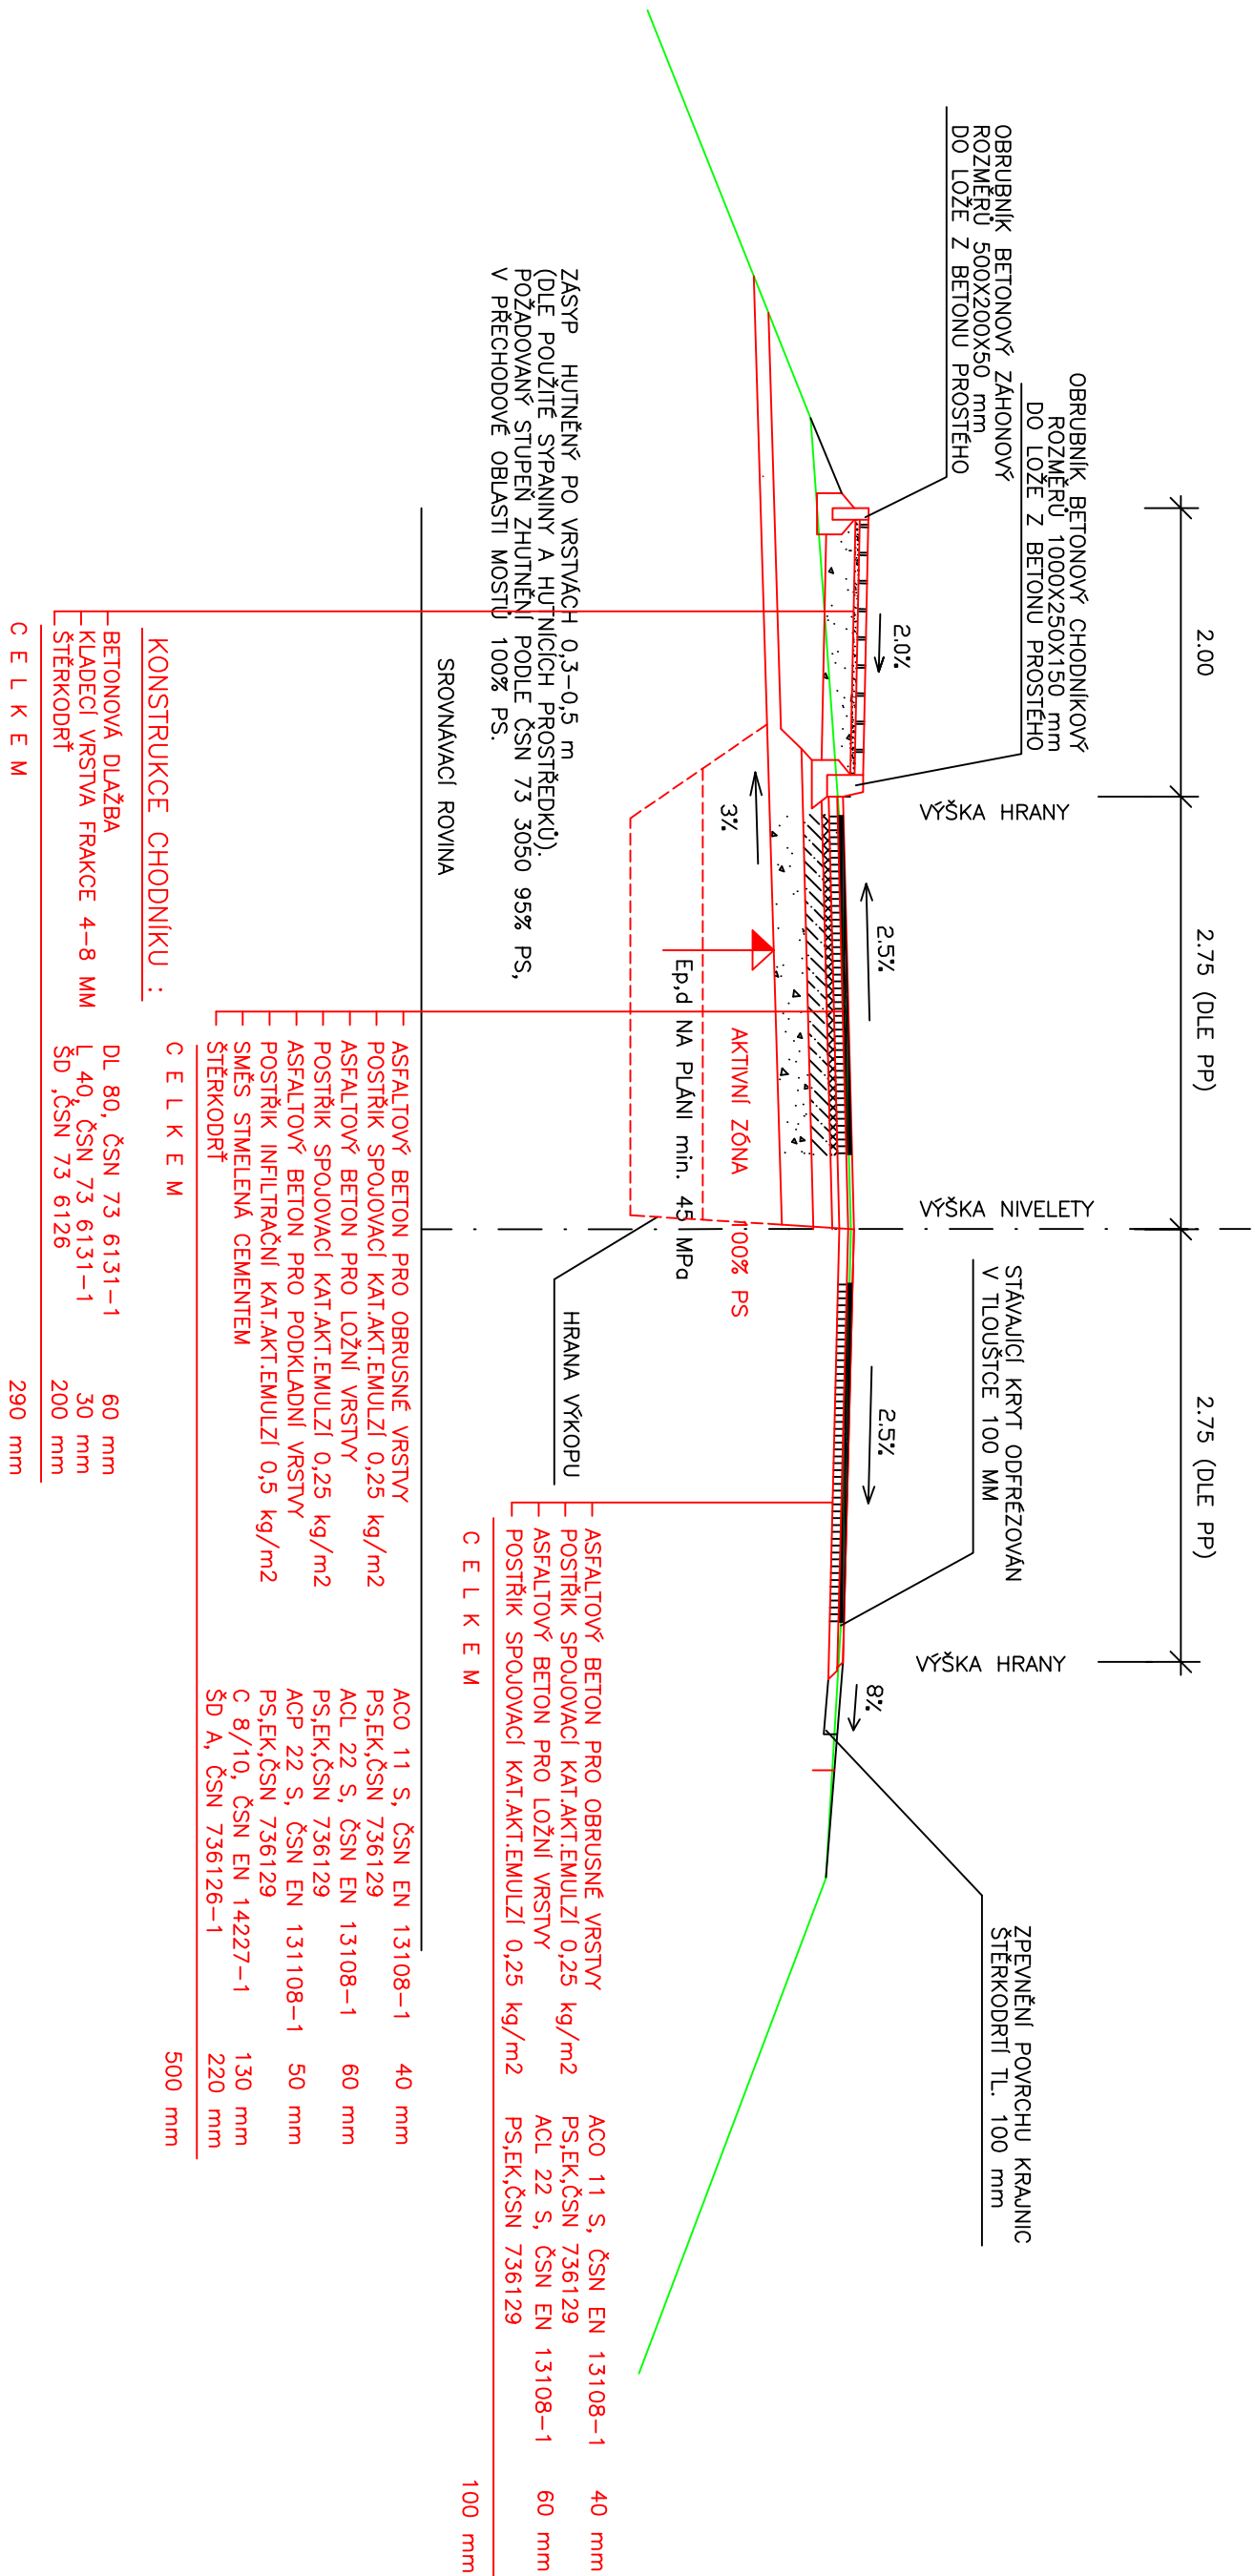 2.00
2.75 (DLE PP)
2.75 (DLE PP)
OBRUBNÍK BETONOVÝ CHODNÍKOVÝ
ROZMĚRŮ 1000X250X150 mm
DO LOŽE Z BETONU PROSTÉHO
OBRUBNÍK BETONOVÝ ZÁHONOVÝ
ROZMĚRŮ 500X200X50 mm
DO LOŽE Z BETONU PROSTÉHO
VÝŠKA HRANY
VÝŠKA NIVELETY
VÝŠKA HRANY
STÁVAJÍCÍ KRYT ODFRÉZOVÁN
V TLOUŠŤCE 100 MM
ZPEVNĚNÍ POVRCHU KRAJNIC
ŠTĚRKODRTÍ TL. 100 mm
2.0%
2.5%
2.5%
8%
3%
AKTIVNÍ ZÓNA 100% PS
Ep,d NA PLÁNI min. 45 MPa
HRANA VÝKOPU
ZÁSYP HUTNĚNÝ PO VRSTVÁCH 0,3-0,5 m
(DLE POUŽITÉ SYPANINY A HUTNÍCÍCH PROSTŘEDKŮ).
POŽADOVANÝ STUPEŇ ZHUTNĚNÍ PODLE ČSN 73 3050 95% PS,
V PŘECHODOVÉ OBLASTI MOSTŮ 100% PS.
SROVNÁVACÍ ROVINA
ASFALTOVÝ BETON PRO OBRUSNÉ VRSTVY ACO 11 S, ČSN EN 13108-1 40 mm
POSTŘIK SPOJOVACÍ KAT.AKT.EMULZÍ 0,25 kg/m2 PS,EK,ČSN 736129
ASFALTOVÝ BETON PRO LOŽNÍ VRSTVY ACL 22 S, ČSN EN 13108-1 60 mm
POSTŘIK SPOJOVACÍ KAT.AKT.EMULZÍ 0,25 kg/m2 PS,EK,ČSN 736129
C E L K E M 100 mm
ASFALTOVÝ BETON PRO OBRUSNÉ VRSTVY ACO 11 S, ČSN EN 13108-1 40 mm
POSTŘIK SPOJOVACÍ KAT.AKT.EMULZÍ 0,25 kg/m2 PS,EK,ČSN 736129
ASFALTOVÝ BETON PRO LOŽNÍ VRSTVY ACL 22 S, ČSN EN 13108-1 60 mm
POSTŘIK SPOJOVACÍ KAT.AKT.EMULZÍ 0,25 kg/m2 PS,EK,ČSN 736129
ASFALTOVÝ BETON PRO PODKLADNÍ VRSTVY ACP 22 S, ČSN EN 131108-1 50 mm
POSTŘIK INFILTRAČNÍ KAT.AKT.EMULZÍ 0,5 kg/m2 PS,EK,ČSN 736129
SMĚS STMELENÁ CEMENTEM C 8/10, ČSN EN 14227-1 130 mm
ŠTĚRKODRŤ ŠD A, ČSN 736126-1 220 mm
C E L K E M 500 mm
KONSTRUKCE CHODNÍKU :
BETONOVÁ DLAŽBA DL 80, ČSN 73 6131-1 60 mm
KLADECÍ VRSTVA FRAKCE 4-8 MM L 40, ČSN 73 6131-1 30 mm
ŠTĚRKODRŤ ŠD ,ČSN 73 6126 200 mm
C E L K E M 290 mm